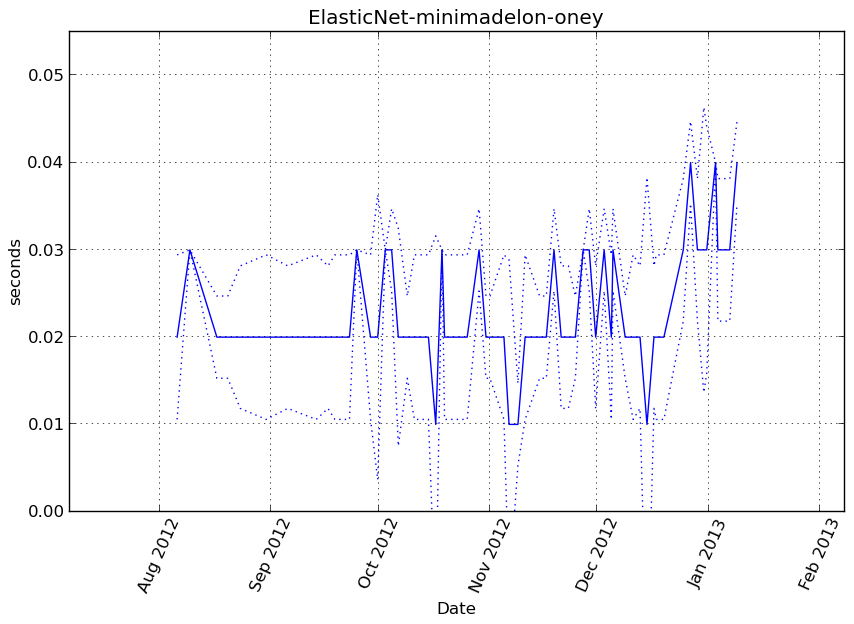 ElasticNet-minimadelon-oney
0.05
0.04
0.03
0.02
0.01
0.00
seconds
Aug 2012
Sep 2012
Oct 2012
Nov 2012
Dec 2012
Jan 2013
Feb 2013
Date